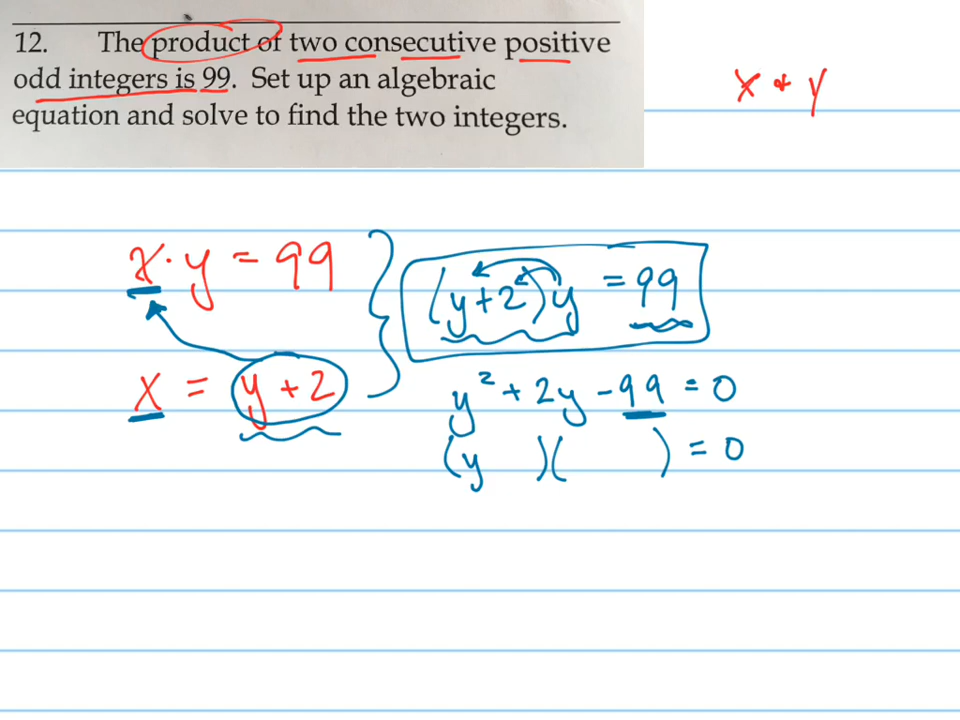 12. The product of two consecutive positive
odd integers is 99. Set up an algebraic
equation and solve to find the two integers.
x & y
x · y = 99
x = y + 2
(y+2)y = 99
y² + 2y - 99 = 0
(y )( ) = 0